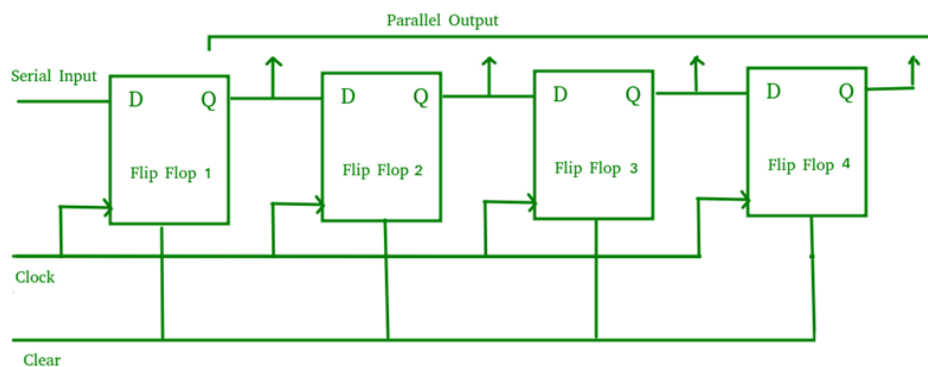 Parallel Output
Serial Input
D Q
Flip Flop 1
D Q
Flip Flop 2
D Q
Flip Flop 3
D Q
Flip Flop 4
Clock
Clear